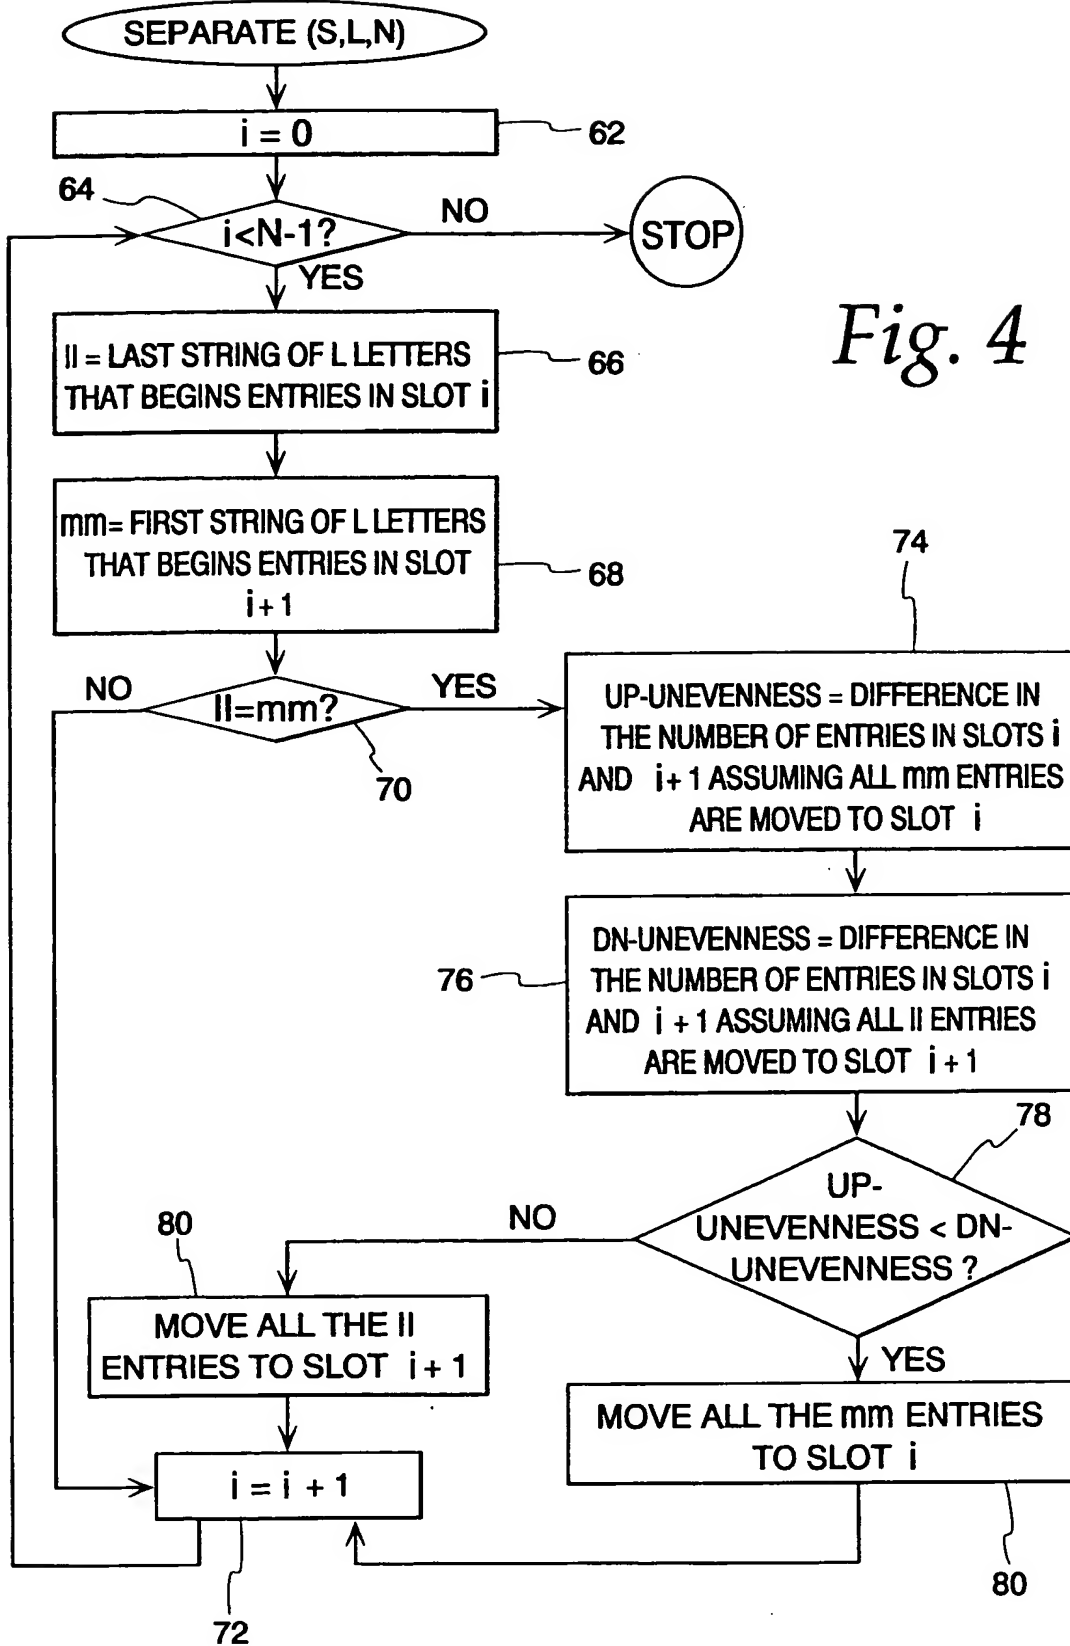 SEPARATE (S,L,N)
i = 0
62
64
i<N-1?
NO
STOP
YES
Fig. 4
ll = LAST STRING OF L LETTERS
THAT BEGINS ENTRIES IN SLOT i
66
mm= FIRST STRING OF L LETTERS
THAT BEGINS ENTRIES IN SLOT
i + 1
68
NO
ll=mm?
YES
70
74
UP-UNEVENNESS = DIFFERENCE IN
THE NUMBER OF ENTRIES IN SLOTS i
AND i + 1 ASSUMING ALL mm ENTRIES
ARE MOVED TO SLOT i
DN-UNEVENNESS = DIFFERENCE IN
THE NUMBER OF ENTRIES IN SLOTS i
AND i + 1 ASSUMING ALL ll ENTRIES
ARE MOVED TO SLOT i + 1
76
78
UP-
UNEVENNESS < DN-
UNEVENNESS ?
NO
YES
80
MOVE ALL THE ll
ENTRIES TO SLOT i + 1
MOVE ALL THE mm ENTRIES
TO SLOT i
80
i = i + 1
72